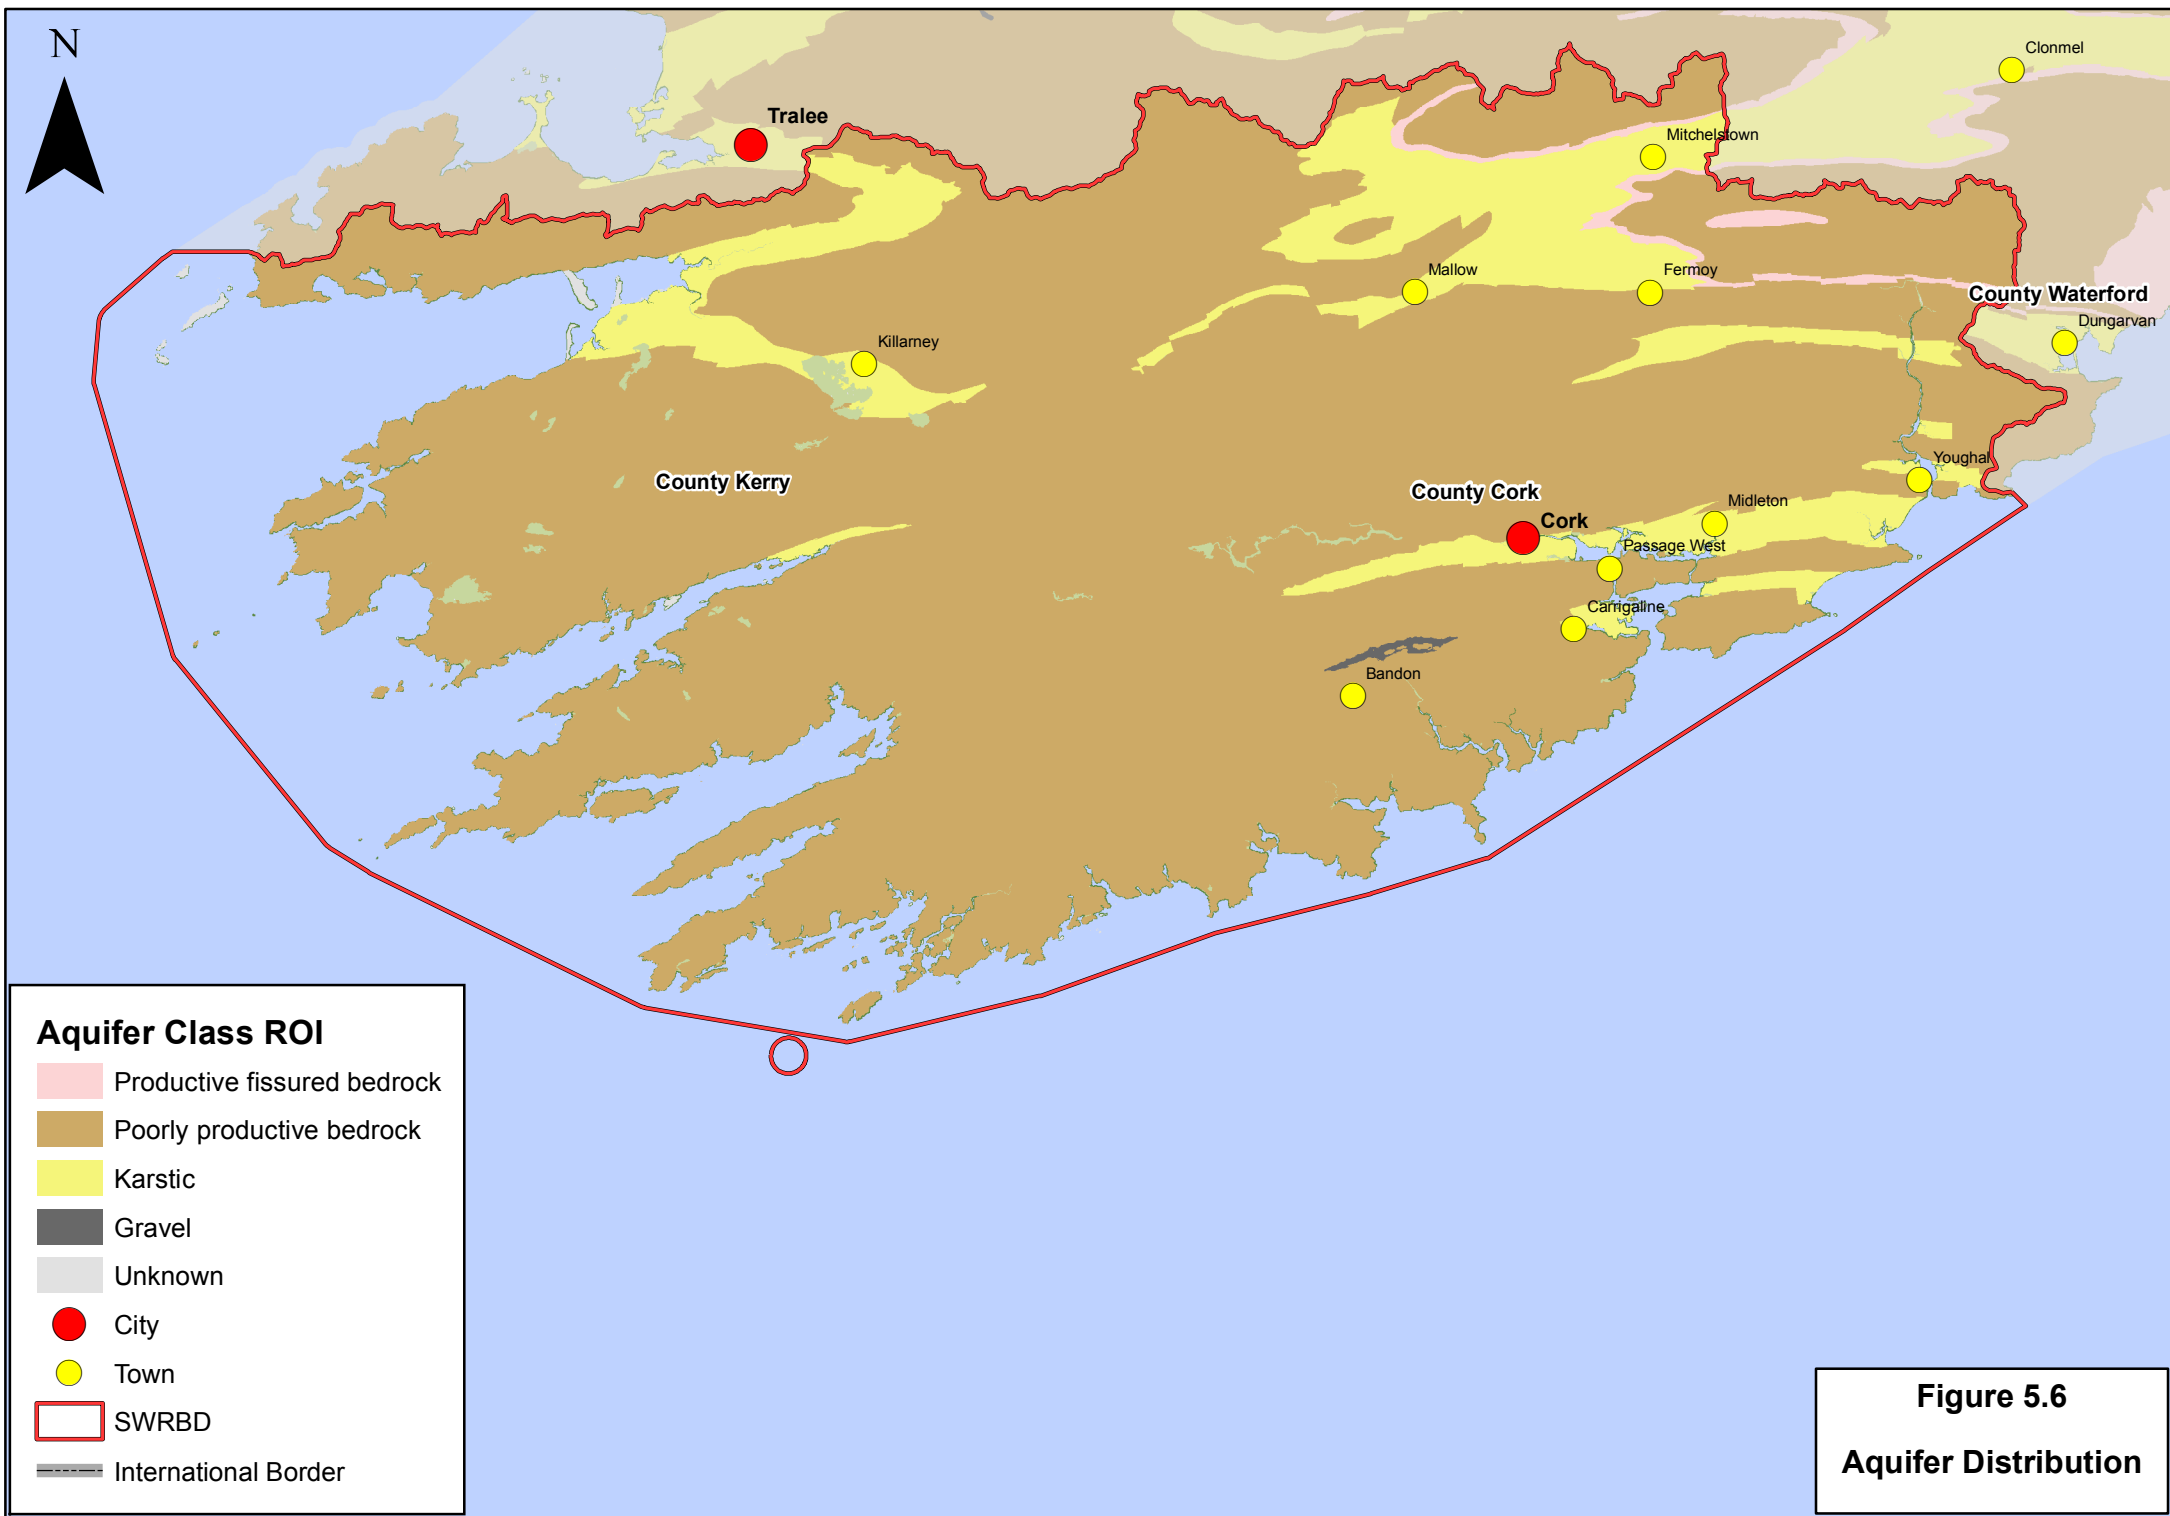 N
Clonmel
Tralee
Mitchelstown
Mallow
Fermoy
County Waterford
Dungarvan
Killarney
Youghal
County Kerry
County Cork
Midleton
Cork
Passage West
Carrigaline
Bandon
Aquifer Class ROI
Productive fissured bedrock
Poorly productive bedrock
Karstic
Gravel
Unknown
City
Town
SWRBD
International Border
Figure 5.6
Aquifer Distribution